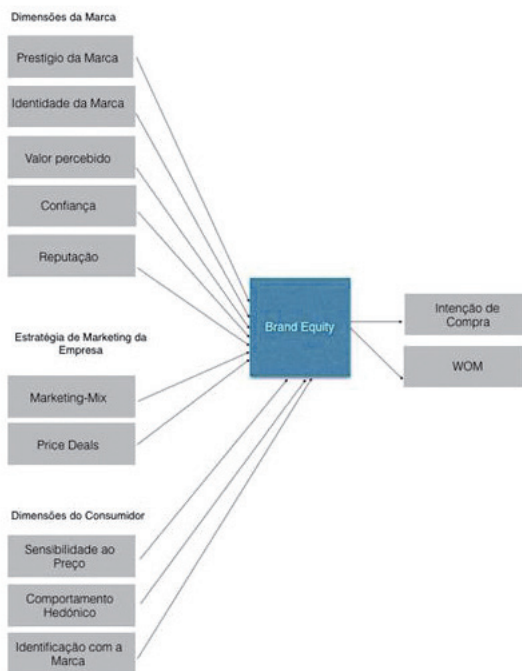 Dimensões da Marca
Prestígio da Marca
Identidade da Marca
Valor percebido
Confiança
Reputação
Estratégia de Marketing da
Empresa
Marketing-Mix
Price Deals
Dimensões do Consumidor
Sensibilidade ao
Preço
Comportamento
Hedónico
Identificação com a
Marca
Brand Equity
Intenção de
Compra
WOM